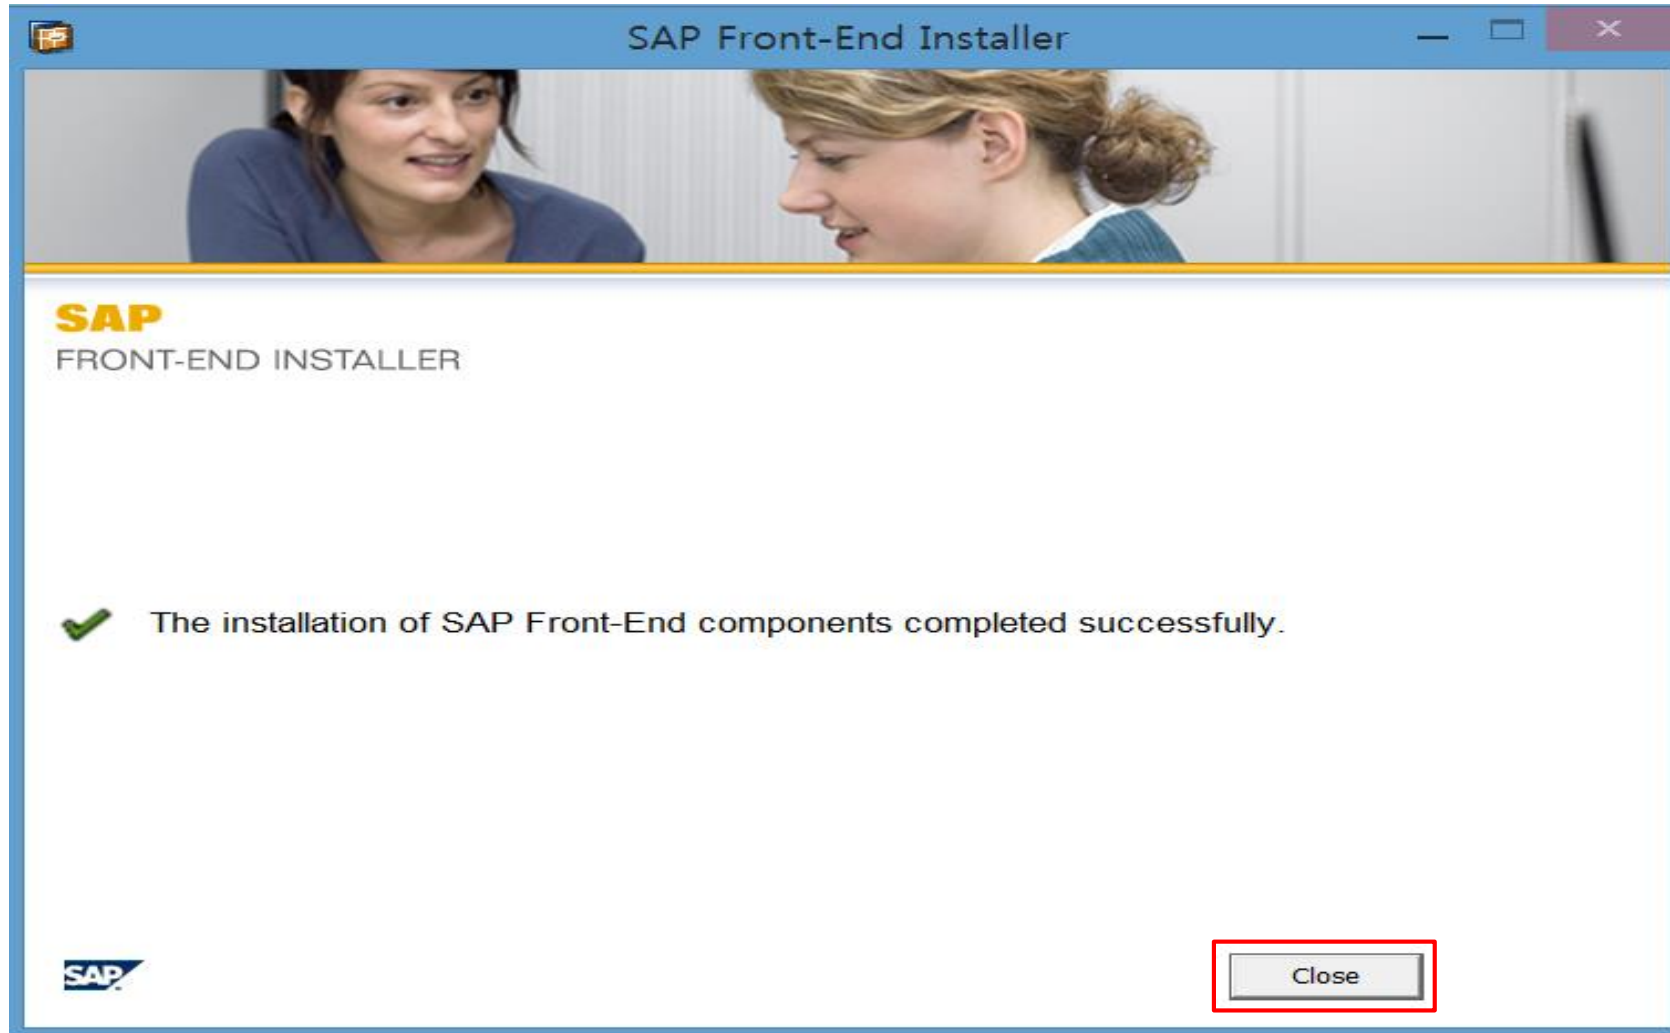 SAP Front-End Installer
SAP
FRONT-END INSTALLER
The installation of SAP Front-End components completed successfully.
SAP
Close